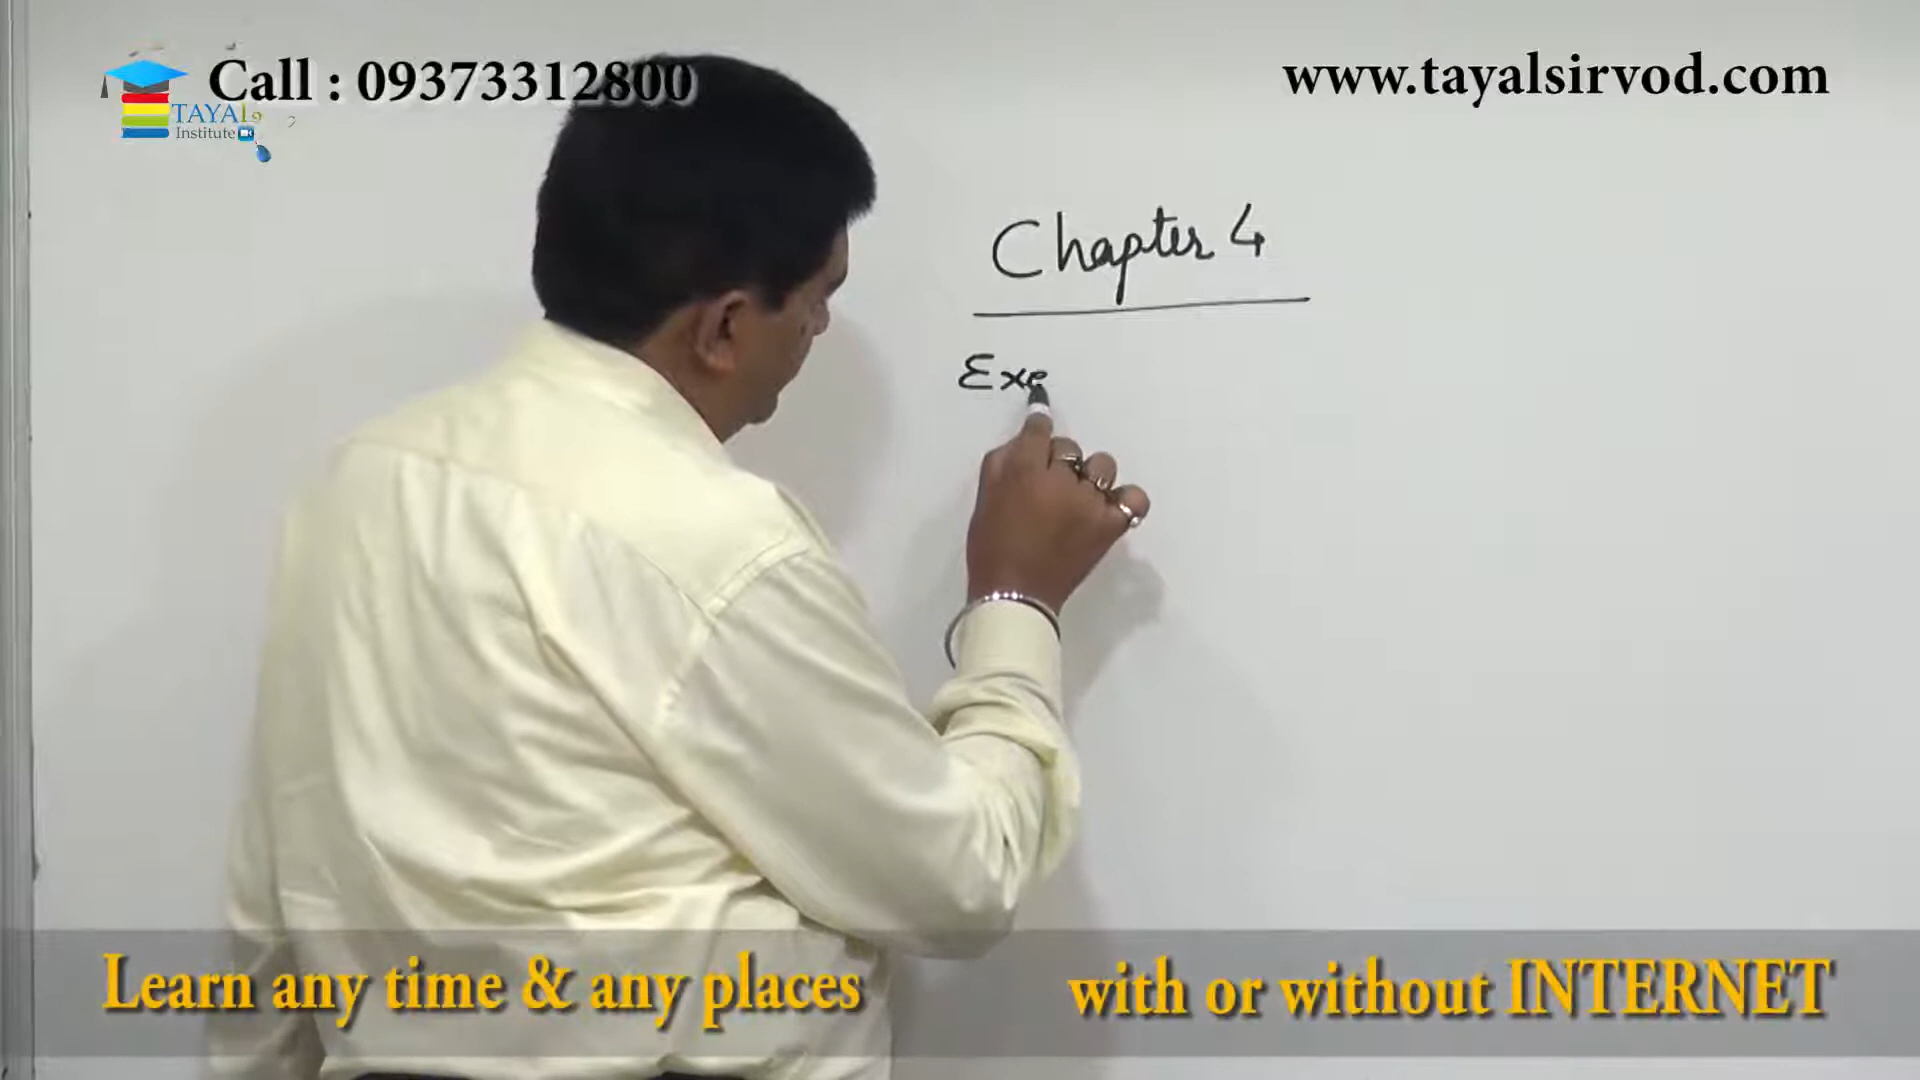 Call : 09373312800
www.tayalsirvod.com
TAYAL
Institute
Chapter 4
Exe
Learn any time & any places
with or without INTERNET